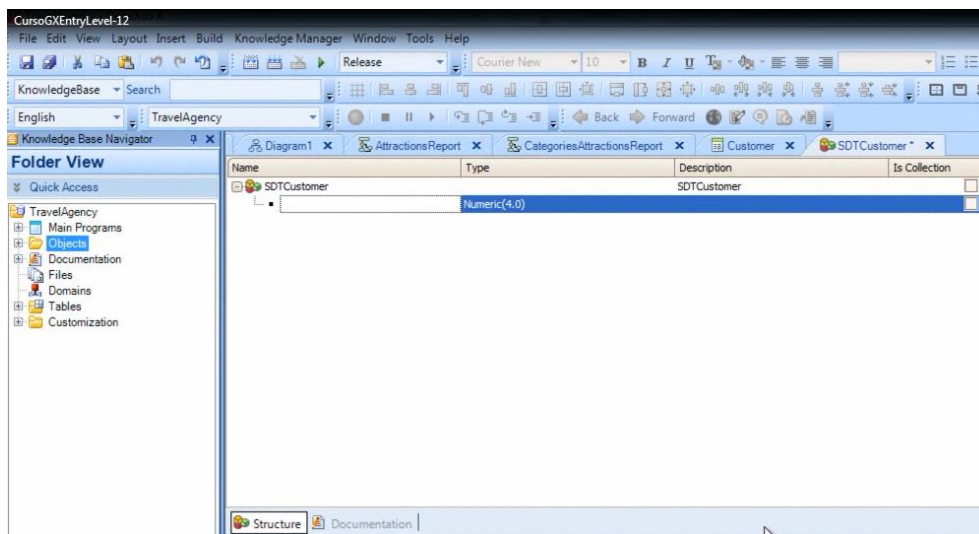 CursoGXEntryLevel-12
File Edit View Layout Insert Build Knowledge Manager Window Tools Help
Release Courier New 10 B I U
KnowledgeBase Search
English TravelAgency Back Forward
Knowledge Base Navigator
Diagram1 AttractionsReport CategoriesAttractionsReport Customer SDTCustomer *
Folder View
Name Type Description Is Collection
Quick Access
SDTCustomer SDTCustomer
Numeric(4.0)
TravelAgency
Main Programs
Objects
Documentation
Files
Domains
Tables
Customization
Structure Documentation